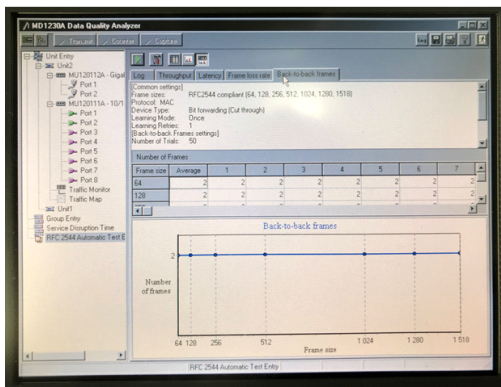 MD1230A Data Quality Analyzer
Transmit
Counter
Capture
Unit Entry
Unit2
MU120112A - Gigal
Port 1
Port 2
MU120111A - 10/1
Port 1
Port 2
Port 3
Port 4
Port 5
Port 6
Port 7
Port 8
Traffic Monitor
Traffic Map
Unit1
Group Entry
Service Disruption Time
RFC 2544 Automatic Test E
Log Throughput Latency Frame loss rate Back-to-back frames
[Common settings]
Frame sizes: RFC2544 compliant (64, 128, 256, 512, 1024, 1280, 1518)
Protocol: MAC
Device Type: Bit forwarding (Cut through)
Learning Mode: Once
Learning Retries: 1
[Back-to-back Frames settings]
Number of Trials: 50
Number of Frames
Frame size Average 1 2 3 4 5 6 7
64 2 2 2 2 2 2 2 2
128 2 2 2 2 2 2 2 2
Back-to-back frames
2
Number
of frames
64 128 256 512 1024 1280 1518
Frame size
RFC 2544 Automatic Test Entry